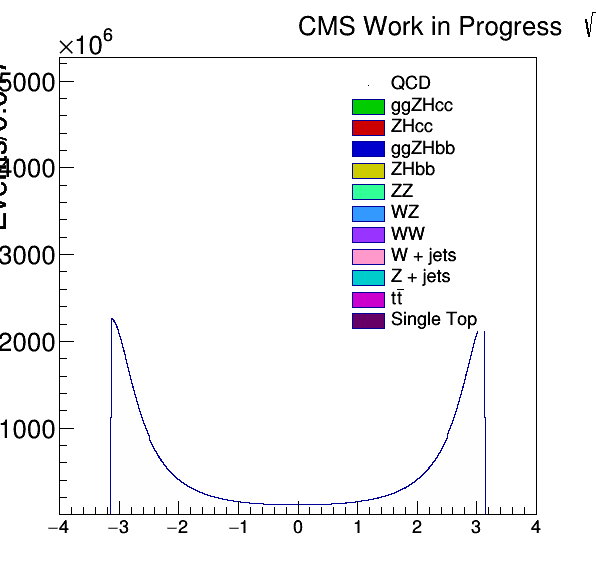 CMS Work in Progress √
×10⁶
5000
4000
3000
2000
1000
QCD
ggZHcc
ZHcc
ggZHbb
ZHbb
ZZ
WZ
WW
W + jets
Z + jets
tt̄
Single Top
−4 −3 −2 −1 0 1 2 3 4